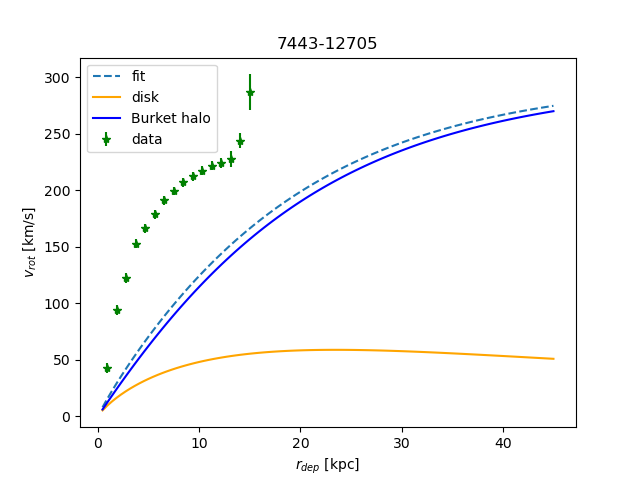 7443-12705
fit
disk
Burket halo
data
300
250
200
150
100
50
0
v_rot [km/s]
0 10 20 30 40
r_dep [kpc]